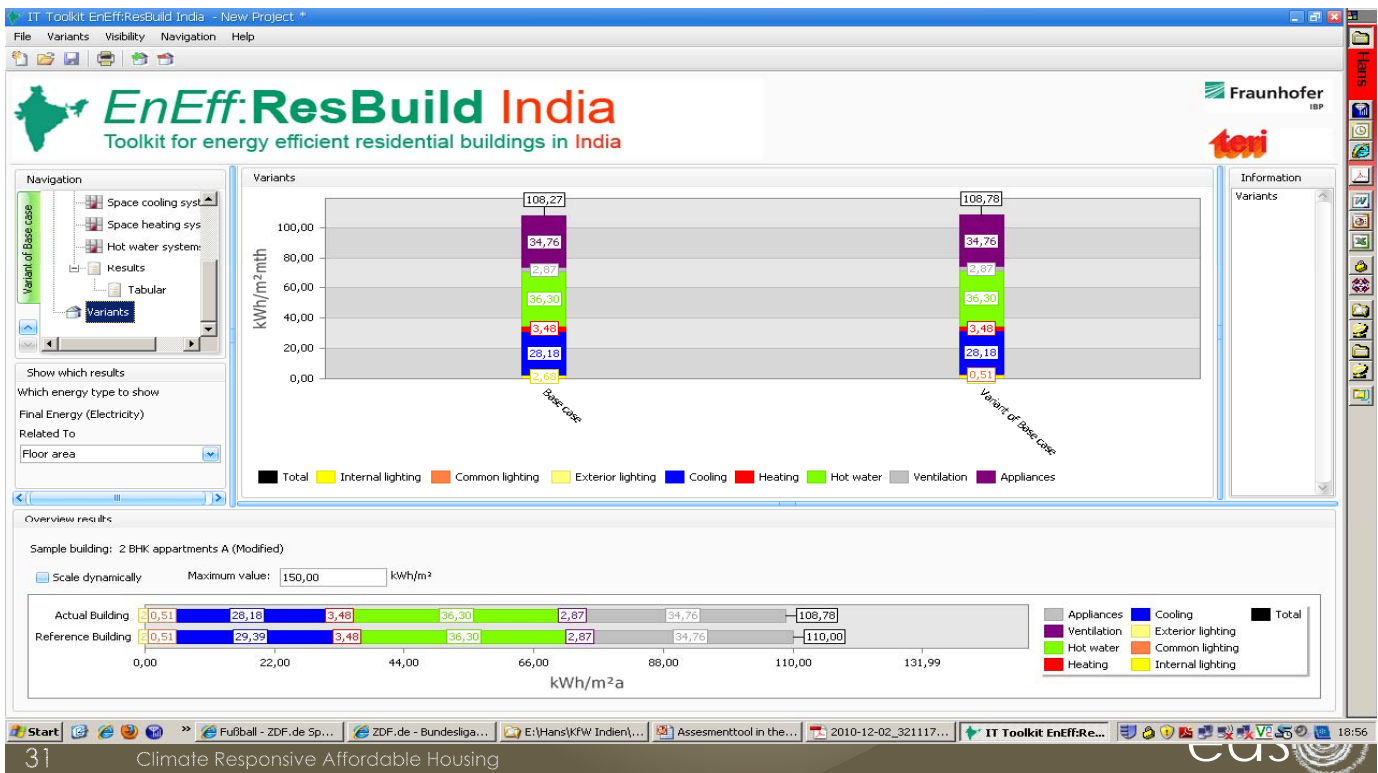 IT Toolkit EnEff:ResBuild India - New Project *
File Variants Visibility Navigation Help
EnEff:ResBuild India
Toolkit for energy efficient residential buildings in India
Fraunhofer
IBP
teri
Hans
Navigation
Variant of Base case
Space cooling syst
Space heating sys
Hot water systems
Results
Tabular
Variants
Show which results
Which energy type to show
Final Energy (Electricity)
Related To
Floor area
Variants
kWh/m²mth
100,00
80,00
60,00
40,00
20,00
0,00
108,27
34,76
2,87
36,30
3,48
28,18
2,68
Base case
108,78
34,76
2,87
36,30
3,48
28,18
0,51
Variant of Base case
Total Internal lighting Common lighting Exterior lighting Cooling Heating Hot water Ventilation Appliances
Information
Variants
Overview results
Sample building: 2 BHK appartments A (Modified)
Scale dynamically Maximum value: 150,00 kWh/m²
Actual Building 0,51 28,18 3,48 36,30 2,87 34,76 108,78
Reference Building 0,51 29,39 3,48 36,30 2,87 34,76 110,00
0,00 22,00 44,00 66,00 88,00 110,00 131,99
kWh/m²a
Appliances Cooling Total
Ventilation Exterior lighting
Hot water Common lighting
Heating Internal lighting
Start Fußball - ZDF.de Sp... ZDF.de - Bundesliga... E:\Hans\KfW Indien\... Assesmenttool in the... 2010-12-02_321117... IT Toolkit EnEff:Re... 18:56
31 Climate Responsive Affordable Housing